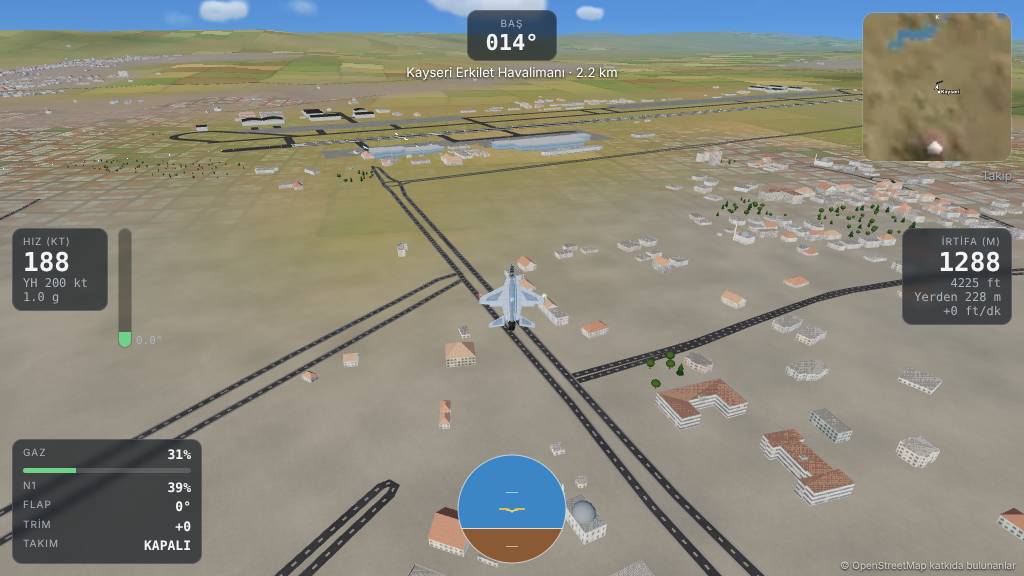 BAŞ
014°
Kayseri Erkilet Havalimanı · 2.2 km
K
Kayseri
Takip
HIZ (KT)
188
YH 200 kt
1.0 g
0.0°
İRTİFA (M)
1288
4225 ft
Yerden 228 m
+0 ft/dk
GAZ 31%
N1 39%
FLAP 0°
TRİM +0
TAKIM KAPALI
© OpenStreetMap katkıda bulunanlar